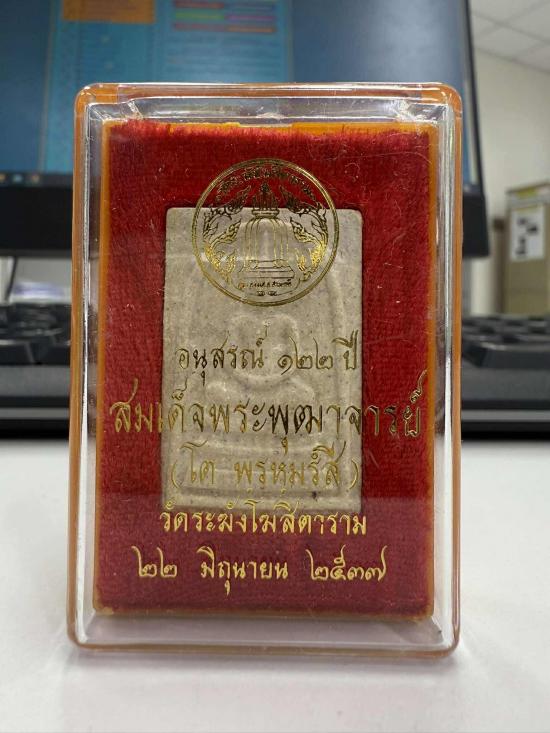 อนุสรณ์ ๑๒๒ ปี
สมเด็จพระพุฒาจารย์
(โต พฺรหฺมรํสี)
วัดระฆังโฆสิตาราม
๒๒ มิถุนายน ๒๕๓๗